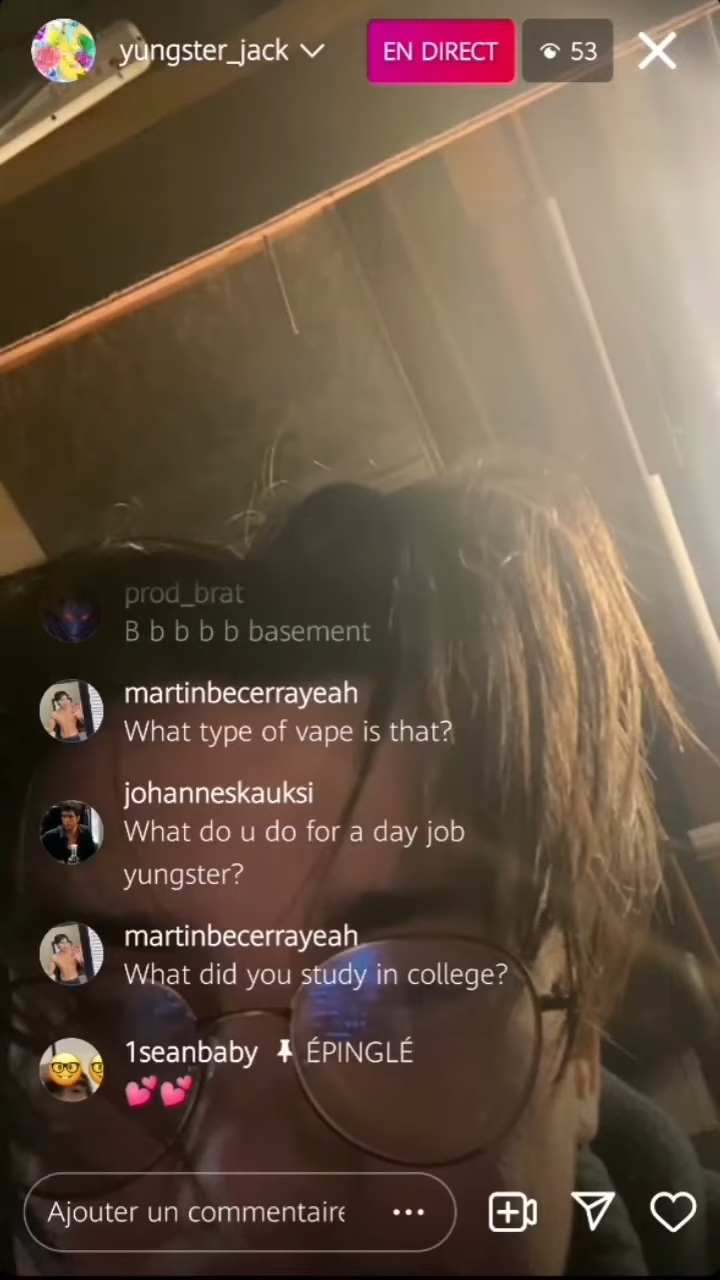 yungster_jack
EN DIRECT
53
prod_brat
B b b b b basement
martinbecerrayeah
What type of vape is that?
johanneskauksi
What do u do for a day job
yungster?
martinbecerrayeah
What did you study in college?
1seanbaby ÉPINGLÉ
💕💕
Ajouter un commentaire